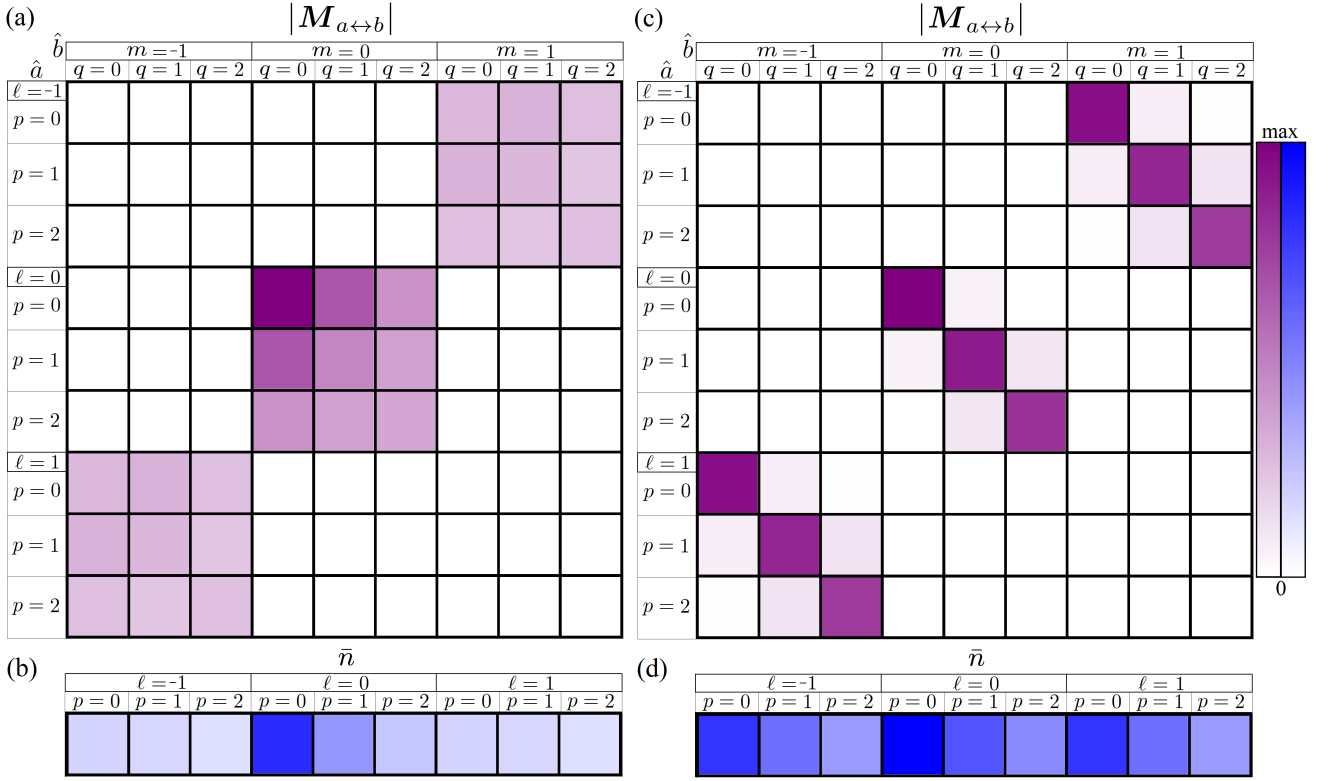 (a)
|M_{a↔b}|
b̂
m = -1 m = 0 m = 1
â
q = 0 q = 1 q = 2 q = 0 q = 1 q = 2 q = 0 q = 1 q = 2
ℓ = -1
p = 0
p = 1
p = 2
ℓ = 0
p = 0
p = 1
p = 2
ℓ = 1
p = 0
p = 1
p = 2
(b)
n̄
ℓ = -1 ℓ = 0 ℓ = 1
p = 0 p = 1 p = 2 p = 0 p = 1 p = 2 p = 0 p = 1 p = 2
(c)
|M_{a↔b}|
b̂
m = -1 m = 0 m = 1
â
q = 0 q = 1 q = 2 q = 0 q = 1 q = 2 q = 0 q = 1 q = 2
ℓ = -1
p = 0
p = 1
p = 2
ℓ = 0
p = 0
p = 1
p = 2
ℓ = 1
p = 0
p = 1
p = 2
max
0
(d)
n̄
ℓ = -1 ℓ = 0 ℓ = 1
p = 0 p = 1 p = 2 p = 0 p = 1 p = 2 p = 0 p = 1 p = 2